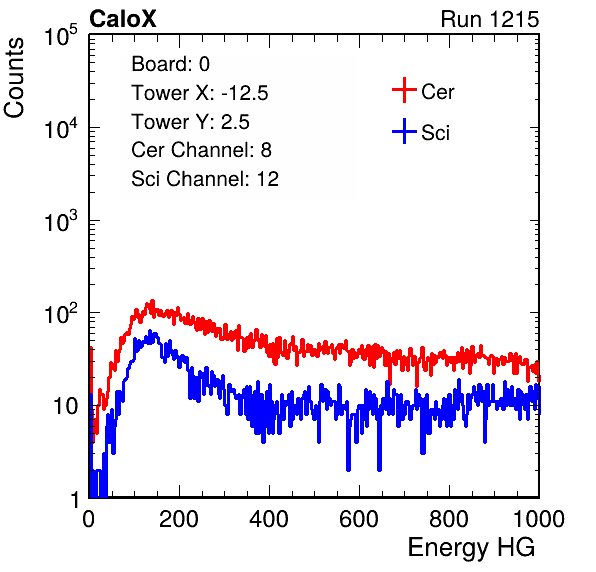 CaloX Run 1215
Counts
10^5
10^4
10^3
10^2
10
1
Board: 0
Tower X: -12.5
Tower Y: 2.5
Cer Channel: 8
Sci Channel: 12
Cer
Sci
0 200 400 600 800 1000
Energy HG